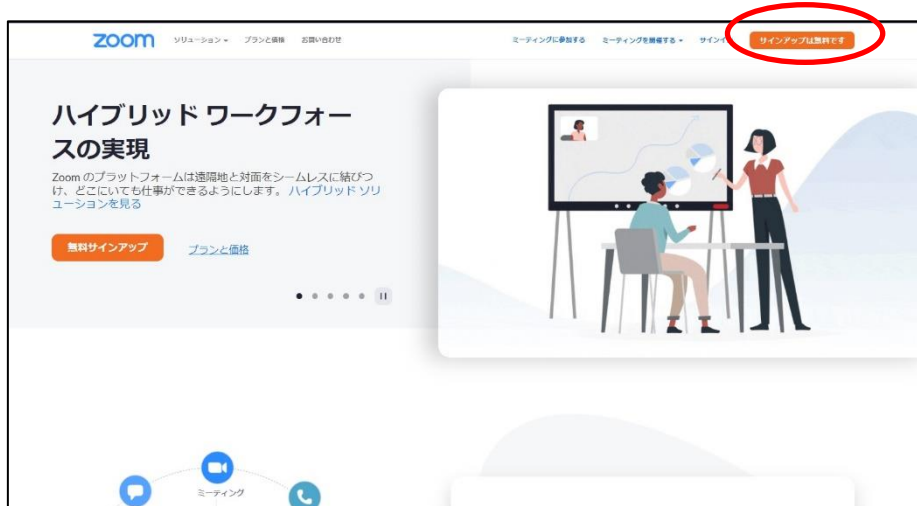 zoom ソリューション プランと価格 お問い合わせ ミーティングに参加する ミーティングを開催する サインイ サインアップは無料です
ハイブリッド ワークフォー
スの実現
Zoom のプラットフォームは遠隔地と対面をシームレスに結びつ
け、どこにいても仕事ができるようにします。 ハイブリッド ソリ
ューションを見る
無料サインアップ プランと価格
ミーティング